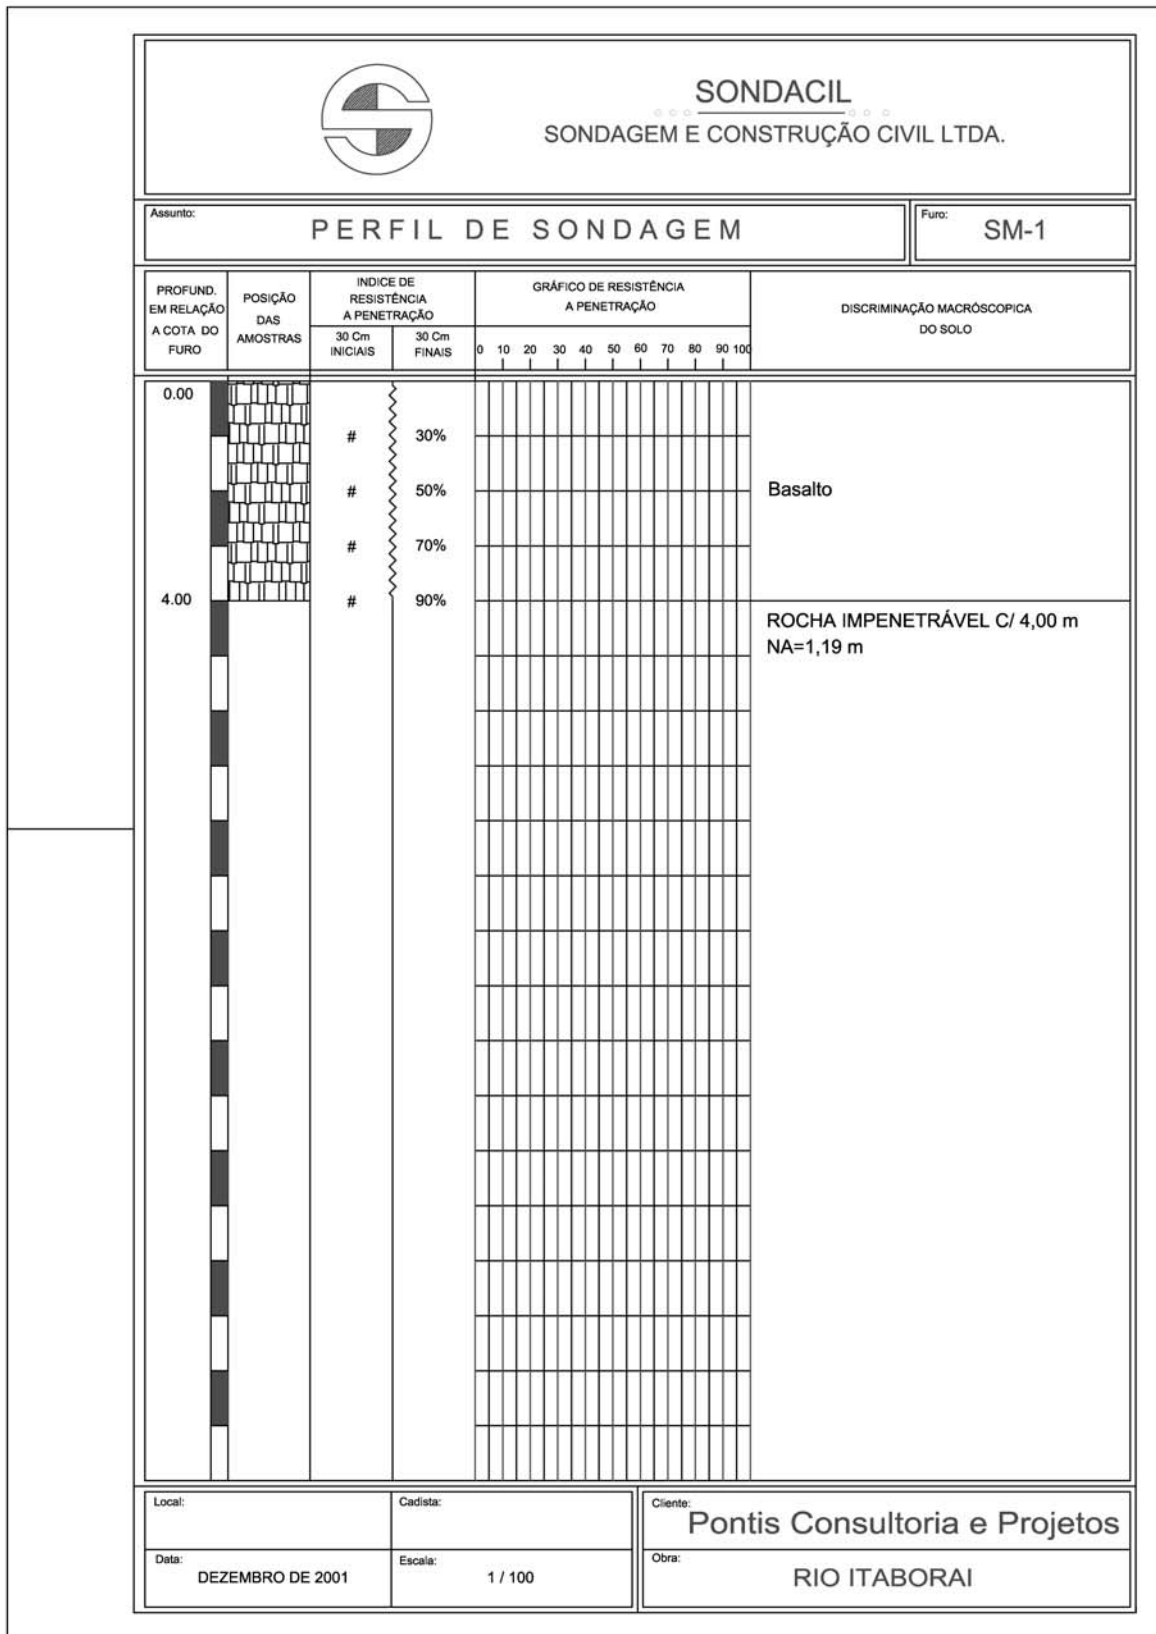 SONDACIL
SONDAGEM E CONSTRUÇÃO CIVIL LTDA.
Assunto:
PERFIL DE SONDAGEM
Furo:
SM-1
PROFUND.
EM RELAÇÃO
A COTA DO
FURO
POSIÇÃO
DAS
AMOSTRAS
INDICE DE
RESISTÊNCIA
A PENETRAÇÃO
30 Cm
INICIAIS
30 Cm
FINAIS
GRÁFICO DE RESISTÊNCIA
A PENETRAÇÃO
0 10 20 30 40 50 60 70 80 90 100
DISCRIMINAÇÃO MACRÓSCOPICA
DO SOLO
0.00
# 30%
# 50%
Basalto
# 70%
4.00 # 90%
ROCHA IMPENETRÁVEL C/ 4,00 m
NA=1,19 m
Local:
Cadista:
Cliente:
Pontis Consultoria e Projetos
Data:
DEZEMBRO DE 2001
Escala:
1 / 100
Obra:
RIO ITABORAI